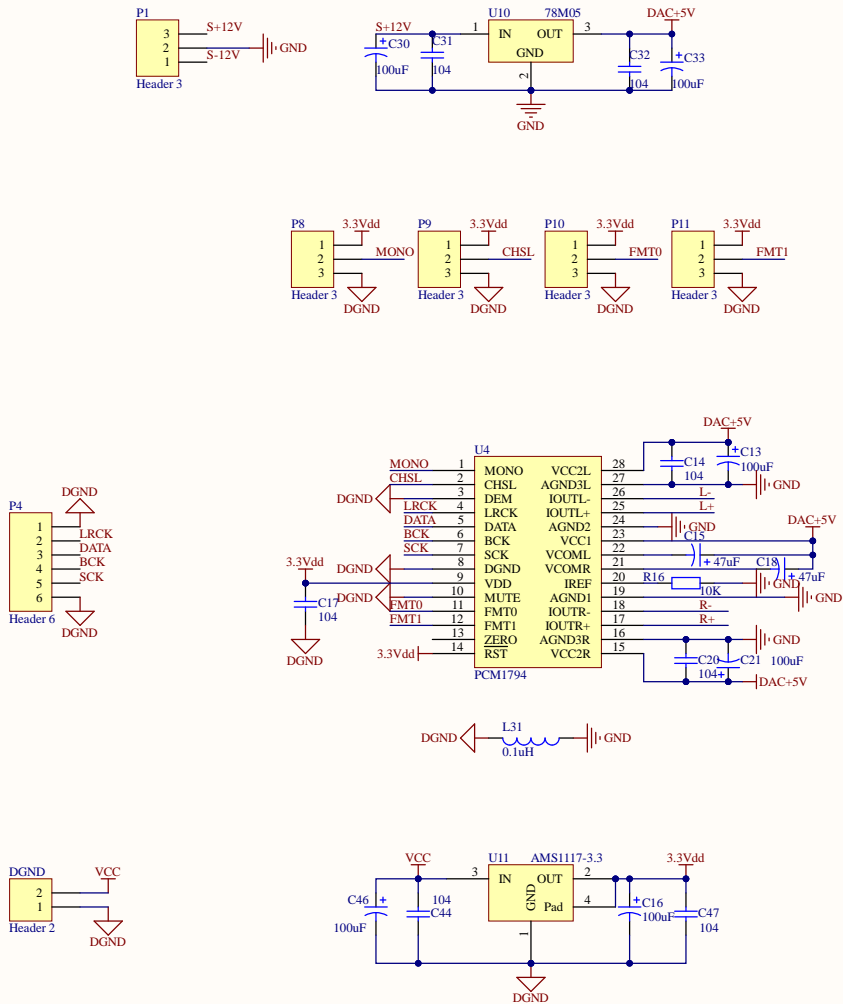 P1
3
2
1
S+12V
S-12V
GND
Header 3
S+12V
C30
100uF
C31
104
1
U10
78M05
IN
OUT
GND
2
3
DAC+5V
C32
104
C33
100uF
GND
P8
3.3Vdd
1
2
3
MONO
Header 3
DGND
P9
3.3Vdd
1
2
3
CHSL
Header 3
DGND
P10
3.3Vdd
1
2
3
FMT0
Header 3
DGND
P11
3.3Vdd
1
2
3
FMT1
Header 3
DGND
DGND
P4
1
2
3
4
5
6
LRCK
DATA
BCK
SCK
Header 6
DGND
U4
MONO 1 MONO
CHSL 2 CHSL
DGND 3 DEM
LRCK 4 LRCK
DATA 5 DATA
BCK 6 BCK
SCK 7 SCK
DGND 8 DGND
3.3Vdd 9 VDD
DGND 10 MUTE
FMT0 11 FMT0
FMT1 12 FMT1
13 ZERO
3.3Vdd 14 RST
C17
104
DGND
PCM1794
VCC2L 28
AGND3L 27
IOUTL- 26 L-
IOUTL+ 25 L+
AGND2 24 GND
VCC1 23
VCOML 22
VCOMR 21
IREF 20
AGND1 19
IOUTR- 18 R-
IOUTR+ 17 R+
AGND3R 16
VCC2R 15
DAC+5V
C14
104
C13
100uF
GND
DAC+5V
C15
47uF
C18
47uF
R16
10K
GND
GND
GND
C20
104
C21
100uF
DAC+5V
DGND
L31
0.1uH
GND
DGND
2
1
VCC
Header 2
DGND
VCC
C46
100uF
104
C44
3
U11
AMS1117-3.3
IN
OUT
GND
Pad
1
2
4
3.3Vdd
C16
100uF
C47
104
DGND